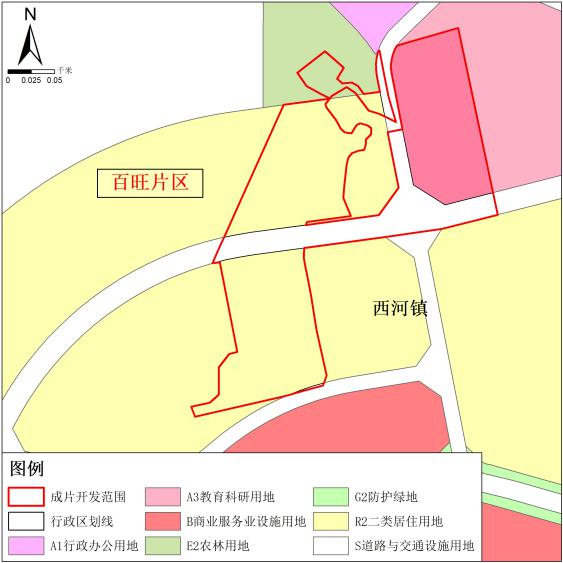 N
千米
0 0.025 0.05
百旺片区
西河镇
图例
成片开发范围 A3教育科研用地 G2防护绿地
行政区划线 B商业服务业设施用地 R2二类居住用地
A1行政办公用地 E2农林用地 S道路与交通设施用地